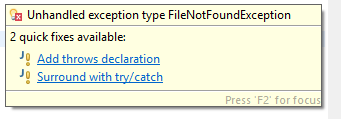 Unhandled exception type FileNotFoundException
2 quick fixes available:
Add throws declaration
Surround with try/catch
Press 'F2' for focus